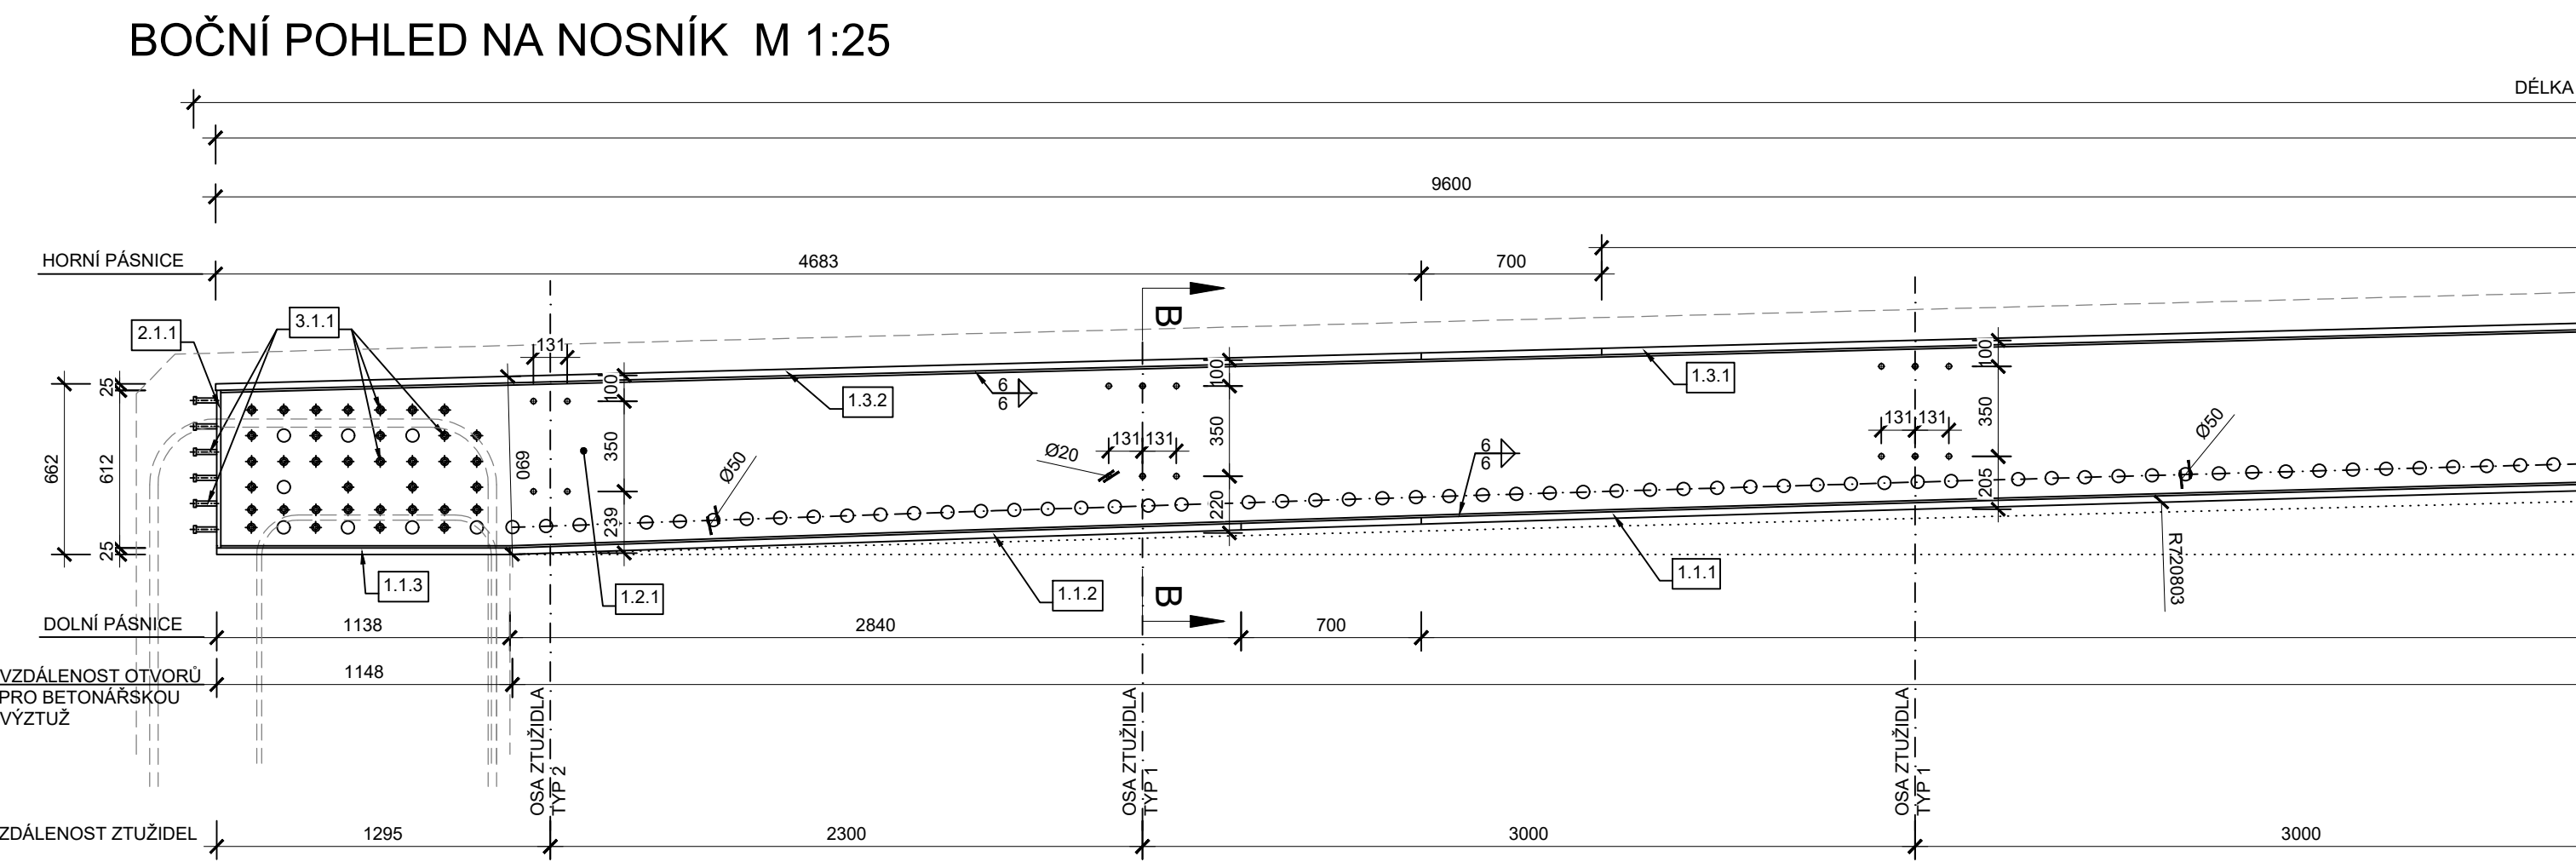 BOČNÍ POHLED NA NOSNÍK M 1:25
DÉLKA
9600
HORNÍ PÁSNICE
4683
700
B
3.1.1
2.1.1
131
100
100
100
1.3.2
6
6
1.3.1
25
662
612
25
690
350
239
Ø50
Ø20
131
131
350
220
6
6
131
131
350
205
Ø50
R720803
1.1.3
1.2.1
1.1.2
B
1.1.1
DOLNÍ PÁSNICE
1138
2840
700
VZDÁLENOST OTVORŮ
PRO BETONÁŘSKOU
VÝZTUŽ
1148
OSA ZTUŽIDLA
TYP 2
OSA ZTUŽIDLA
TYP 1
OSA ZTUŽIDLA
TYP 1
ZDÁLENOST ZTUŽIDEL
1295
2300
3000
3000